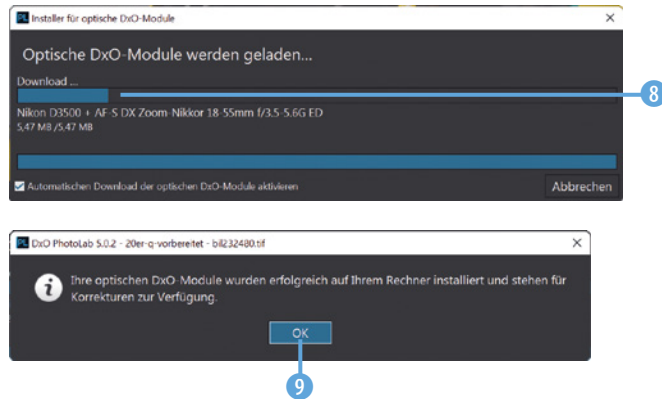 PL Installer für optische DxO-Module
Optische DxO-Module werden geladen...
Download ...
8
Nikon D3500 + AF-S DX Zoom-Nikkor 18-55mm f/3.5-5.6G ED
5,47 MB /5,47 MB
Automatischen Download der optischen DxO-Module aktivieren
Abbrechen
PL DxO PhotoLab 5.0.2 - 20er-q-vorbereitet - bil232480.tif
Ihre optischen DxO-Module wurden erfolgreich auf Ihrem Rechner installiert und stehen für
Korrekturen zur Verfügung.
OK
9